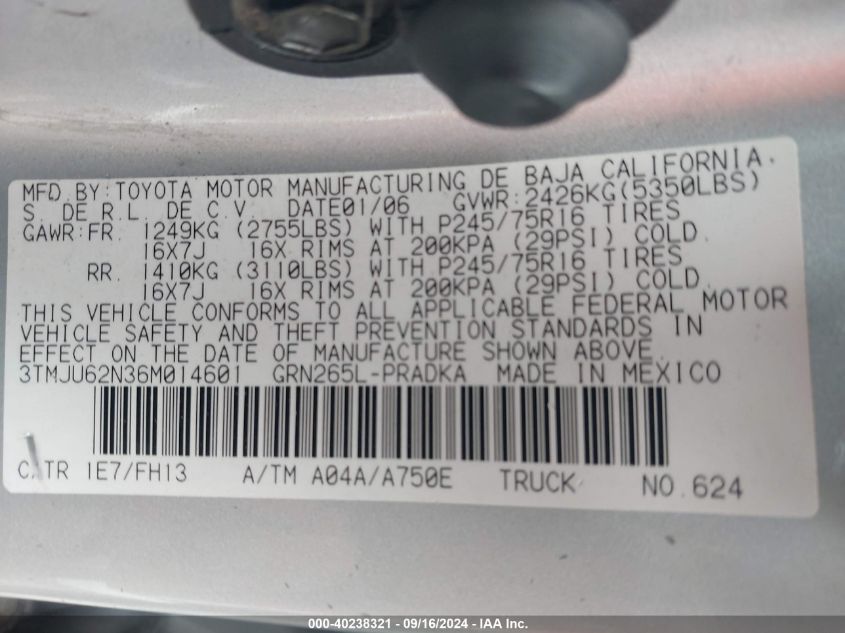 MFD. BY: TOYOTA MOTOR MANUFACTURING DE BAJA CALIFORNIA.
S. DE R.L. DE C.V. DATE01/06 GVWR:2426KG(5350LBS)
GAWR:FR. 1249KG (2755LBS) WITH P245/75R16 TIRES
16X7J 16X RIMS AT 200KPA (29PSI) COLD.
RR. 1410KG (3110LBS) WITH P245/75R16 TIRES
16X7J 16X RIMS AT 200KPA (29PSI) COLD.
THIS VEHICLE CONFORMS TO ALL APPLICABLE FEDERAL MOTOR
VEHICLE SAFETY AND THEFT PREVENTION STANDARDS IN
EFFECT ON THE DATE OF MANUFACTURE SHOWN ABOVE.
3TMJU62N36M014601 GRN265L-PRADKA MADE IN MEXICO
C/TR 1E7/FH13 A/TM A04A/A750E TRUCK NO.624
000-40238321 - 09/16/2024 - IAA Inc.